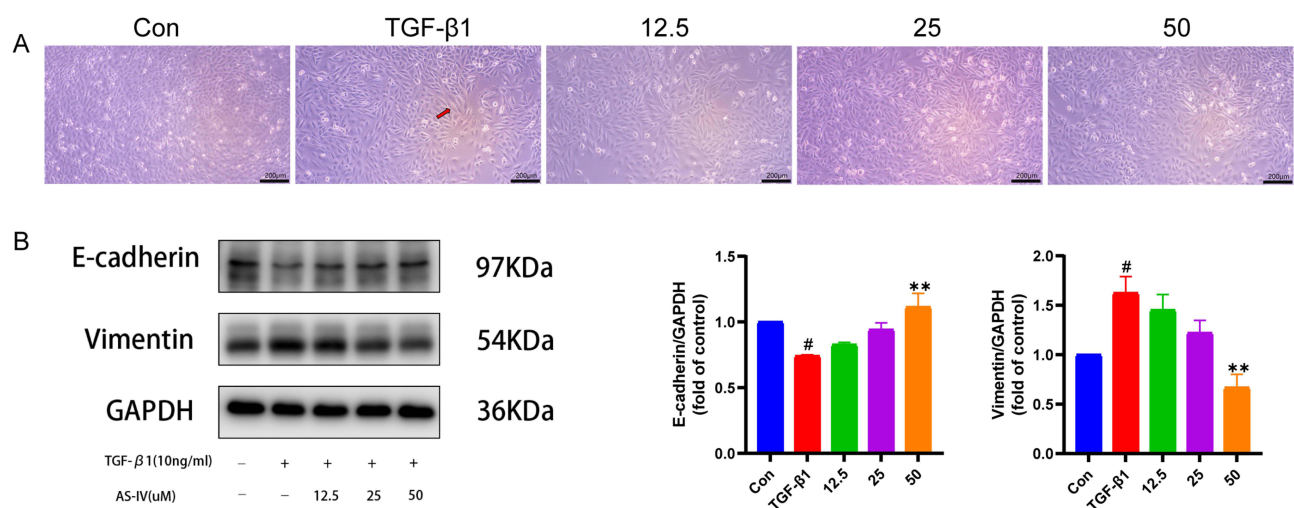 Con TGF-β1 12.5 25 50
A
200μm 200μm 200μm 200μm 200μm
B
E-cadherin 97KDa
Vimentin 54KDa
GAPDH 36KDa
TGF-β1(10ng/ml) – + + + +
AS-IV(uM) – – 12.5 25 50
E-cadherin/GAPDH
(fold of control)
1.5
1.0
0.5
0.0
#
**
Con TGF-β1 12.5 25 50
Vimentin/GAPDH
(fold of control)
2.0
1.5
1.0
0.5
0.0
#
**
Con TGF-β1 12.5 25 50